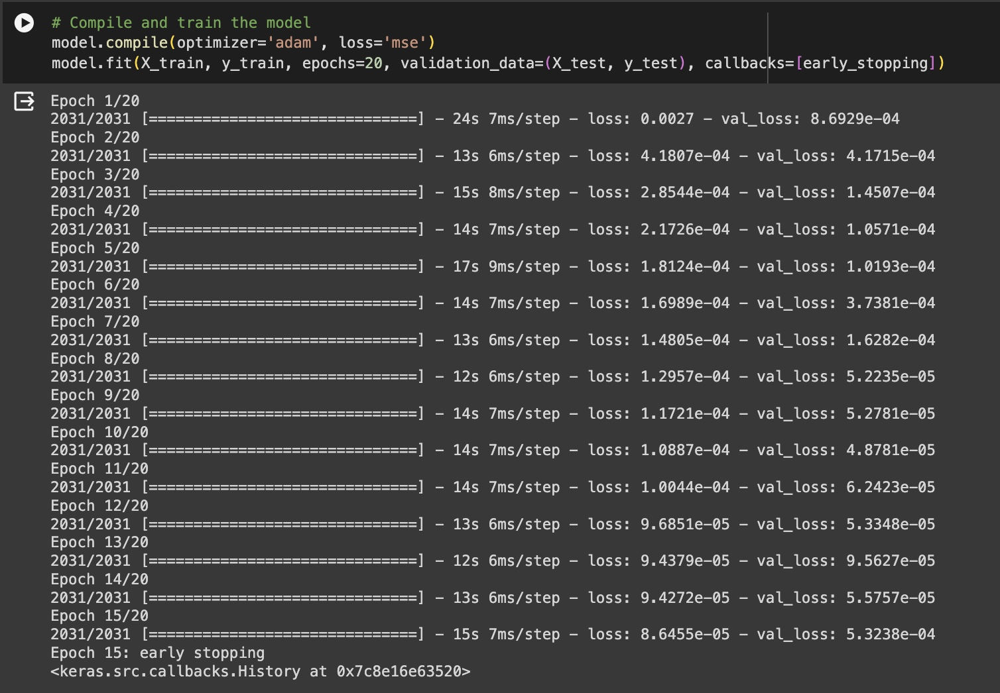 # Compile and train the model
model.compile(optimizer='adam', loss='mse')
model.fit(X_train, y_train, epochs=20, validation_data=(X_test, y_test), callbacks=[early_stopping])
Epoch 1/20
2031/2031 [==============================] - 24s 7ms/step - loss: 0.0027 - val_loss: 8.6929e-04
Epoch 2/20
2031/2031 [==============================] - 13s 6ms/step - loss: 4.1807e-04 - val_loss: 4.1715e-04
Epoch 3/20
2031/2031 [==============================] - 15s 8ms/step - loss: 2.8544e-04 - val_loss: 1.4507e-04
Epoch 4/20
2031/2031 [==============================] - 14s 7ms/step - loss: 2.1726e-04 - val_loss: 1.0571e-04
Epoch 5/20
2031/2031 [==============================] - 17s 9ms/step - loss: 1.8124e-04 - val_loss: 1.0193e-04
Epoch 6/20
2031/2031 [==============================] - 14s 7ms/step - loss: 1.6989e-04 - val_loss: 3.7381e-04
Epoch 7/20
2031/2031 [==============================] - 13s 6ms/step - loss: 1.4805e-04 - val_loss: 1.6282e-04
Epoch 8/20
2031/2031 [==============================] - 12s 6ms/step - loss: 1.2957e-04 - val_loss: 5.2235e-05
Epoch 9/20
2031/2031 [==============================] - 14s 7ms/step - loss: 1.1721e-04 - val_loss: 5.2781e-05
Epoch 10/20
2031/2031 [==============================] - 14s 7ms/step - loss: 1.0887e-04 - val_loss: 4.8781e-05
Epoch 11/20
2031/2031 [==============================] - 14s 7ms/step - loss: 1.0044e-04 - val_loss: 6.2423e-05
Epoch 12/20
2031/2031 [==============================] - 13s 6ms/step - loss: 9.6851e-05 - val_loss: 5.3348e-05
Epoch 13/20
2031/2031 [==============================] - 12s 6ms/step - loss: 9.4379e-05 - val_loss: 9.5627e-05
Epoch 14/20
2031/2031 [==============================] - 13s 6ms/step - loss: 9.4272e-05 - val_loss: 5.5757e-05
Epoch 15/20
2031/2031 [==============================] - 15s 7ms/step - loss: 8.6455e-05 - val_loss: 5.3238e-04
Epoch 15: early stopping
<keras.src.callbacks.History at 0x7c8e16e63520>